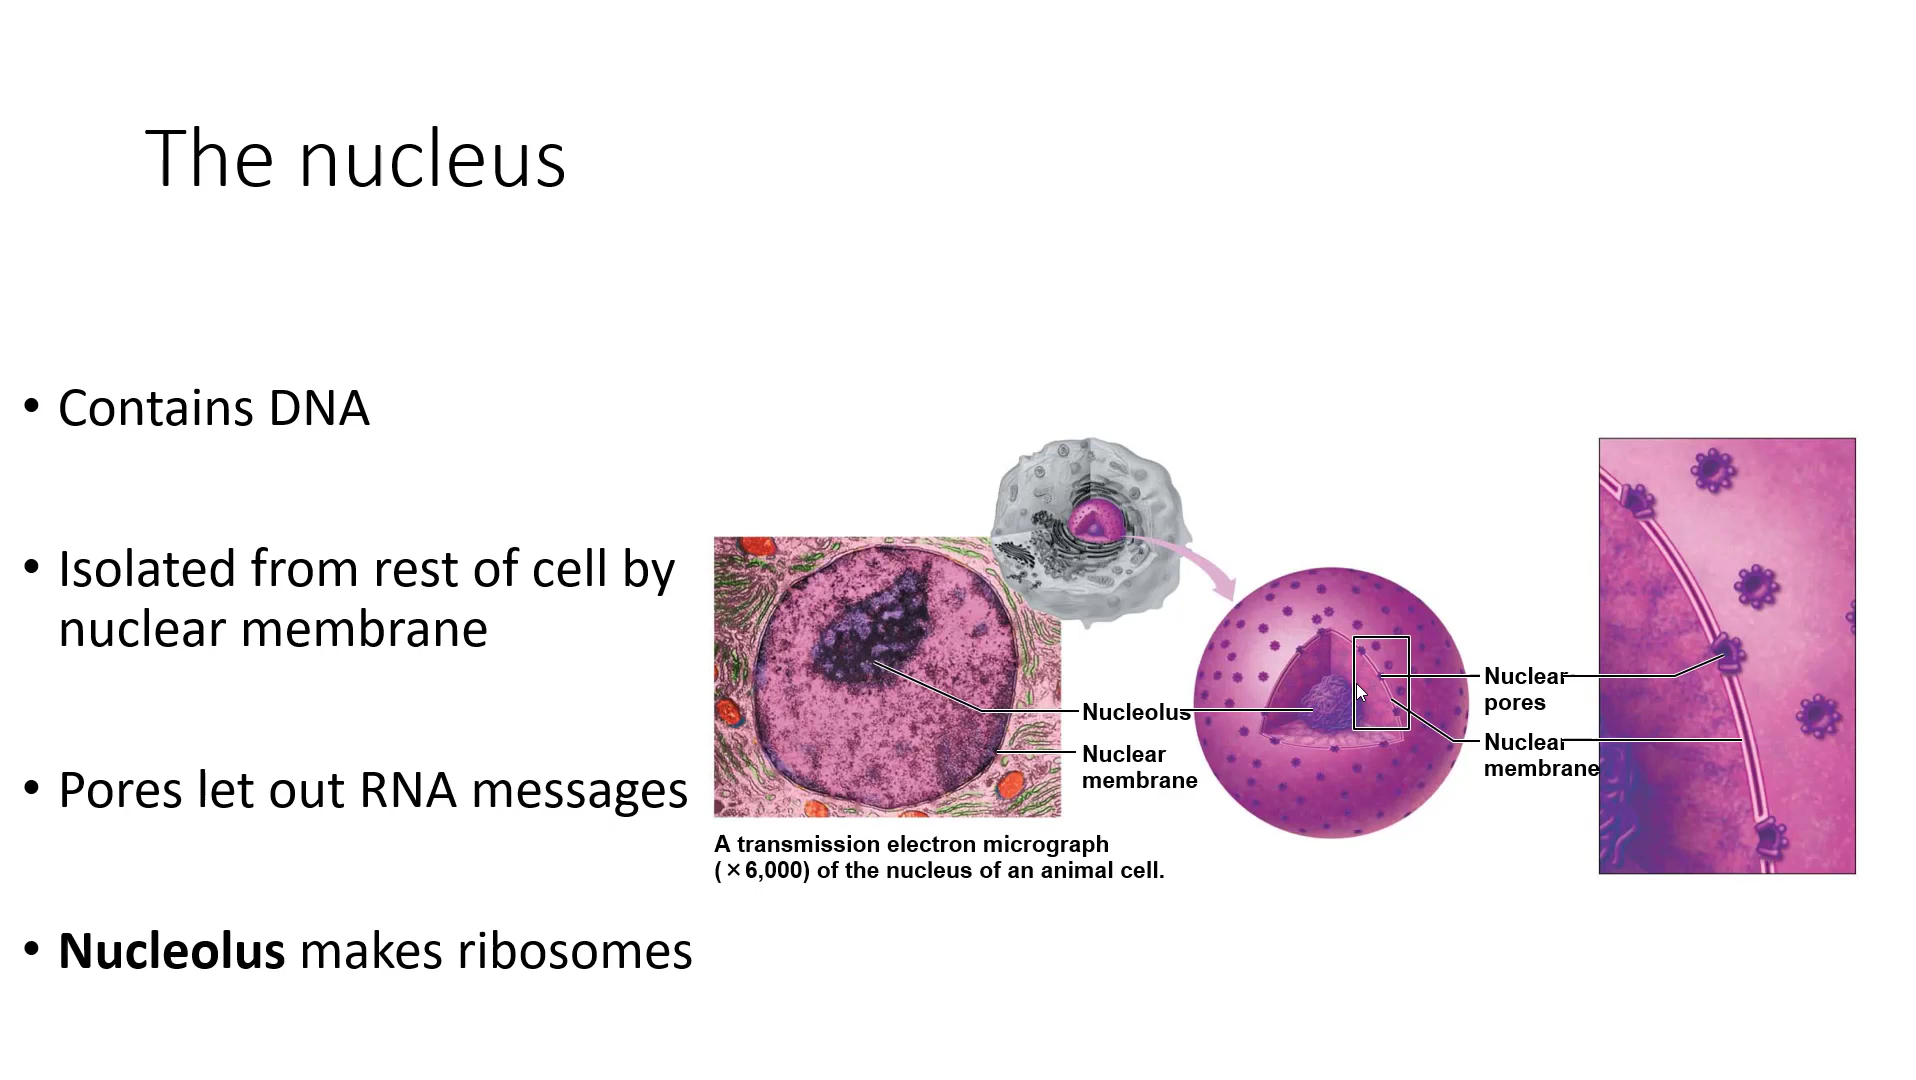 The nucleus
• Contains DNA
• Isolated from rest of cell by
nuclear membrane
• Pores let out RNA messages
• Nucleolus makes ribosomes
Nucleolus
Nuclear
membrane
A transmission electron micrograph
(×6,000) of the nucleus of an animal cell.
Nuclear
pores
Nuclear
membrane